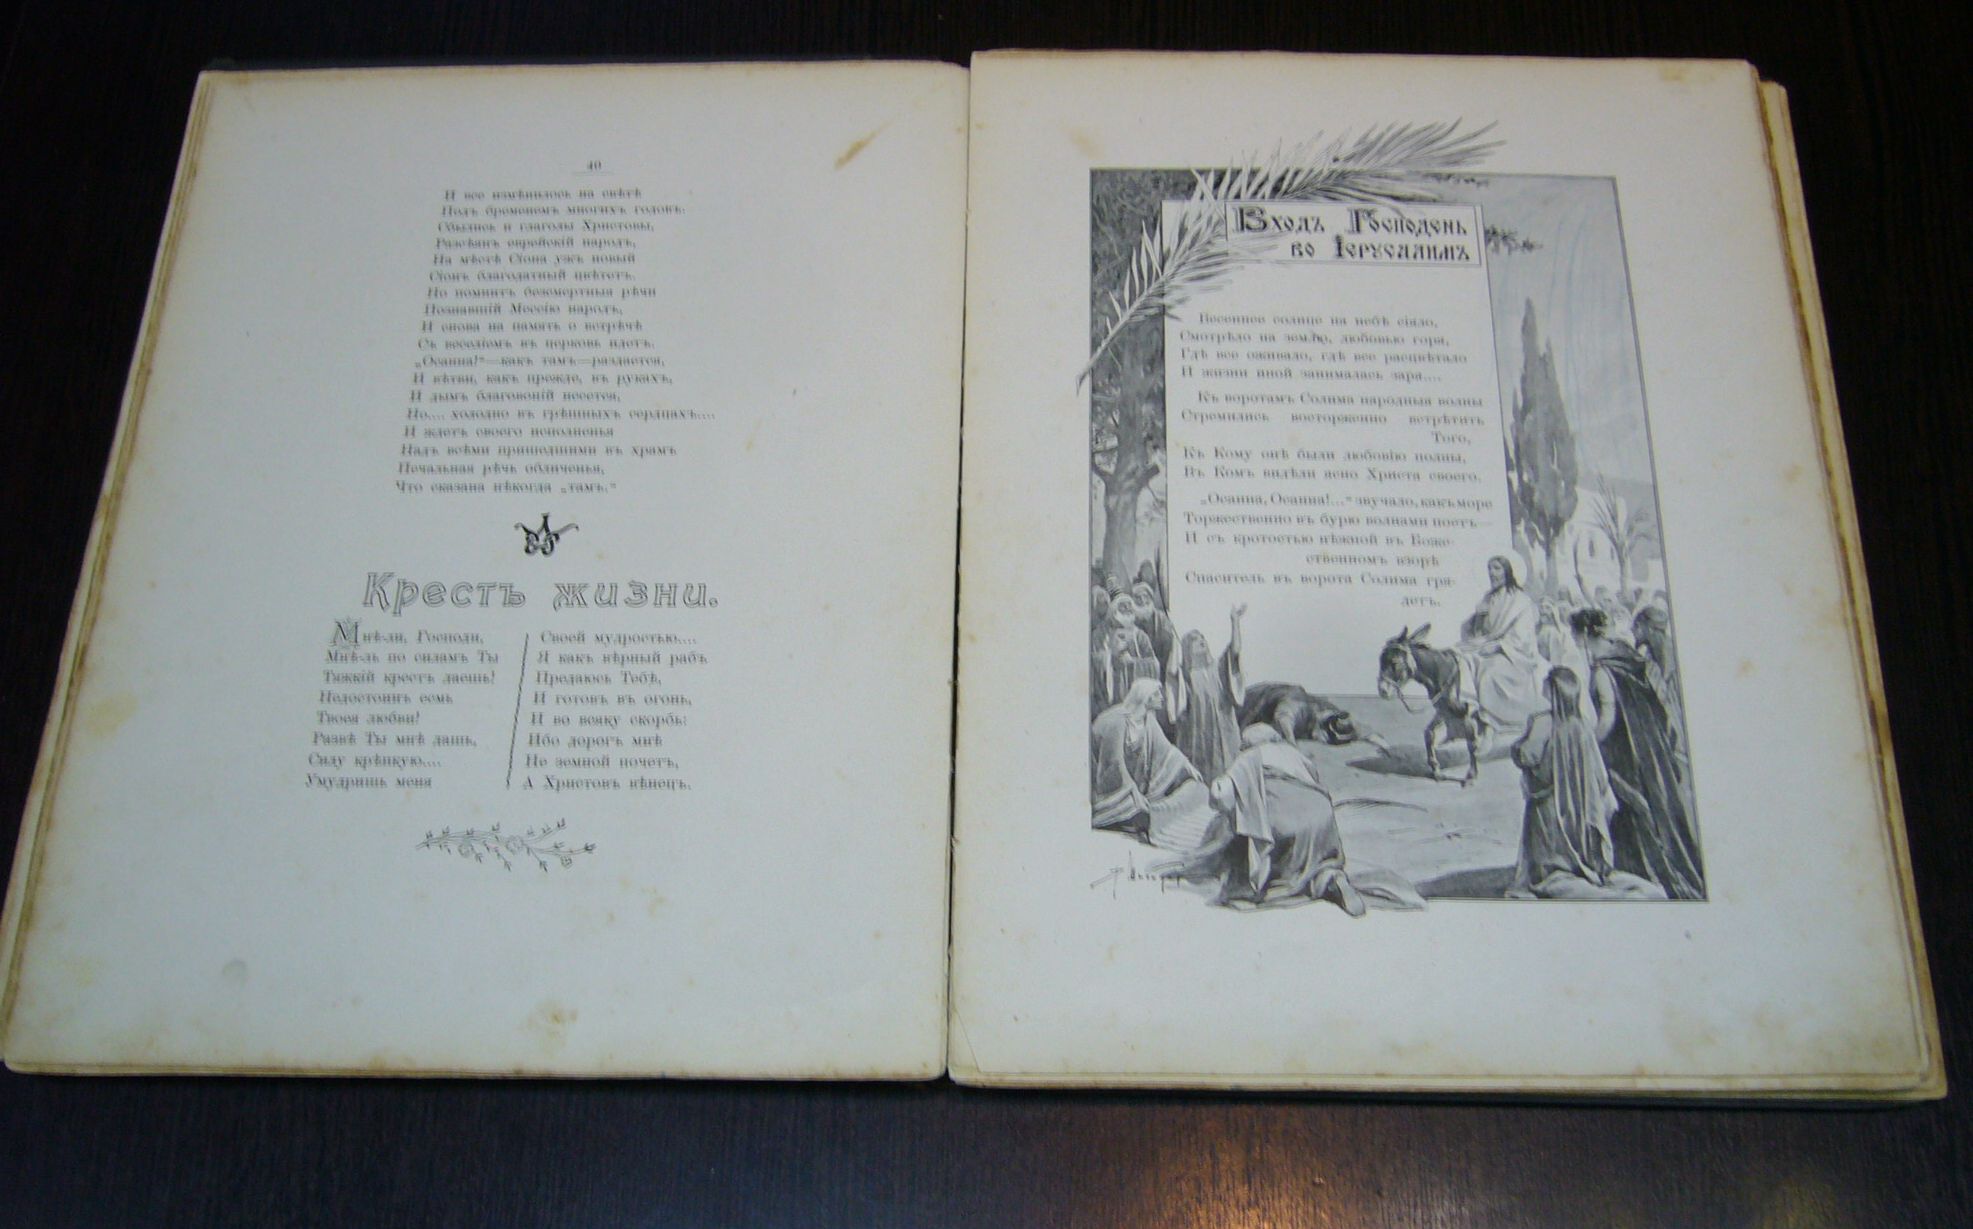 40
И все измѣнилось на свѣтѣ
Подъ бременемъ многихъ годовъ:
Сбылись и глаголы Христовы,
Разсѣянъ еврейскій народъ,
На мѣстѣ Сіона ужъ новый
Сіонъ благодатный цвѣтетъ.
Но помнитъ безсмертныя рѣчи
Познавшій Мессію народъ,
И снова на память о встрѣчѣ
Съ веселіемъ въ церковь идетъ.
„Осанна!“—какъ тамъ—раздается,
И вѣтви, какъ прежде, въ рукахъ,
И дымъ благовоній несется,
Но.... холодно въ грѣшныхъ сердцахъ....
И ждетъ своего исполненья
Надъ всѣми пришедшими въ храмъ
Печальная рѣчь обличенья,
Что сказана нѣкогда „тамъ.“
Крестъ жизни.
Мнѣ-ли, Господи,
Мнѣ-ль по силамъ Ты
Тяжкій крестъ даешь!
Недостоинъ есмь
Твоея любви!
Развѣ Ты мнѣ дашь,
Силу крѣпкую....
Умудришь меня
Своей мудростью....
Я какъ вѣрный рабъ
Предаюсь Тебѣ,
И готовъ въ огонь,
И во всяку скорбь:
Ибо дорогъ мнѣ
Не земной почетъ,
А Христовъ вѣнецъ.
Входъ Господень
во Іерусалимъ
Весеннее солнце на небѣ сіяло,
Смотрѣло на землю, любовью горя,
Гдѣ все оживало, гдѣ все расцвѣтало
И жизни иной занималась заря....
Къ воротамъ Солима народныя волны
Стремились восторженно встрѣтить
Того,
Къ Кому онѣ были любовію полны,
Въ Комъ видѣли ясно Христа своего.
„Осанна, Осанна!...“ звучало, какъ море
Торжественно въ бурю волнами поетъ—
И съ кротостью нѣжной въ Боже-
ственномъ взорѣ
Спаситель въ ворота Солима гря-
детъ.